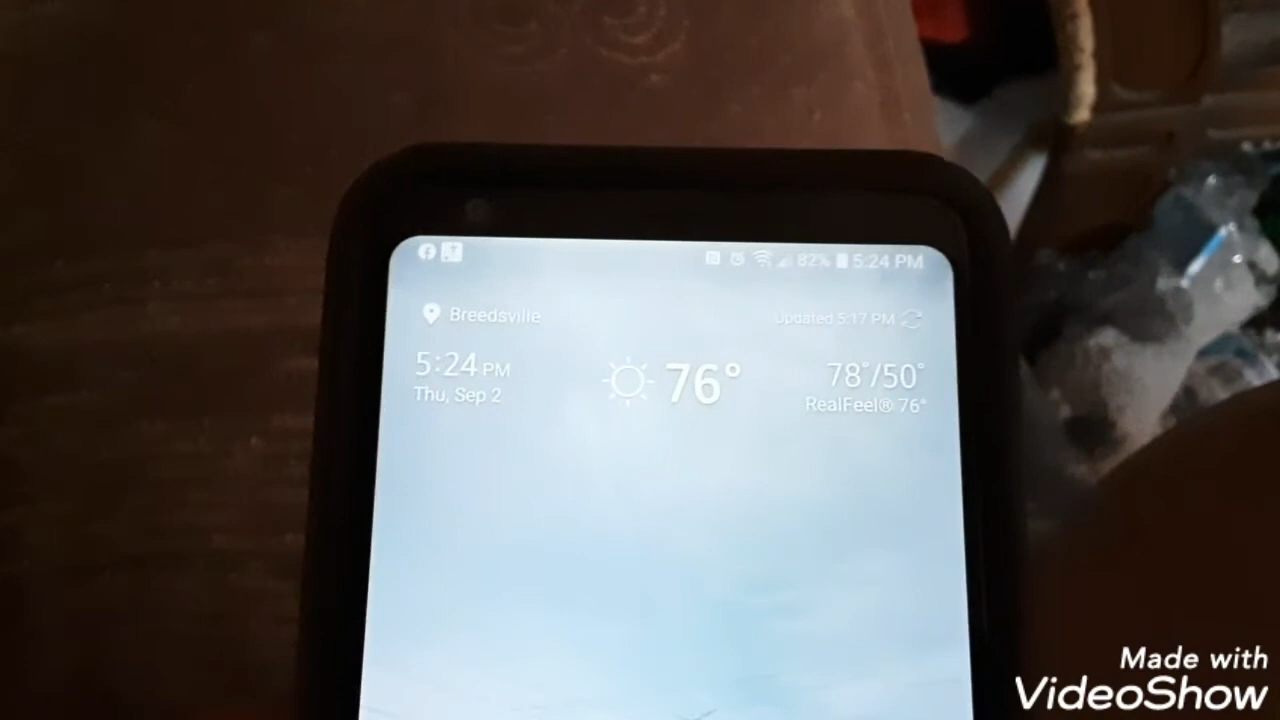 82% 5:24 PM
Breedsville
Updated 5:17 PM
5:24 PM
Thu, Sep 2
76°
78°/50°
RealFeel® 76°
Made with
VideoShow